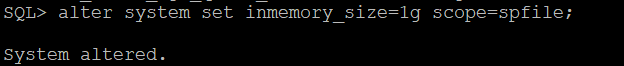 SQL> alter system set inmemory_size=1g scope=spfile;
System altered.